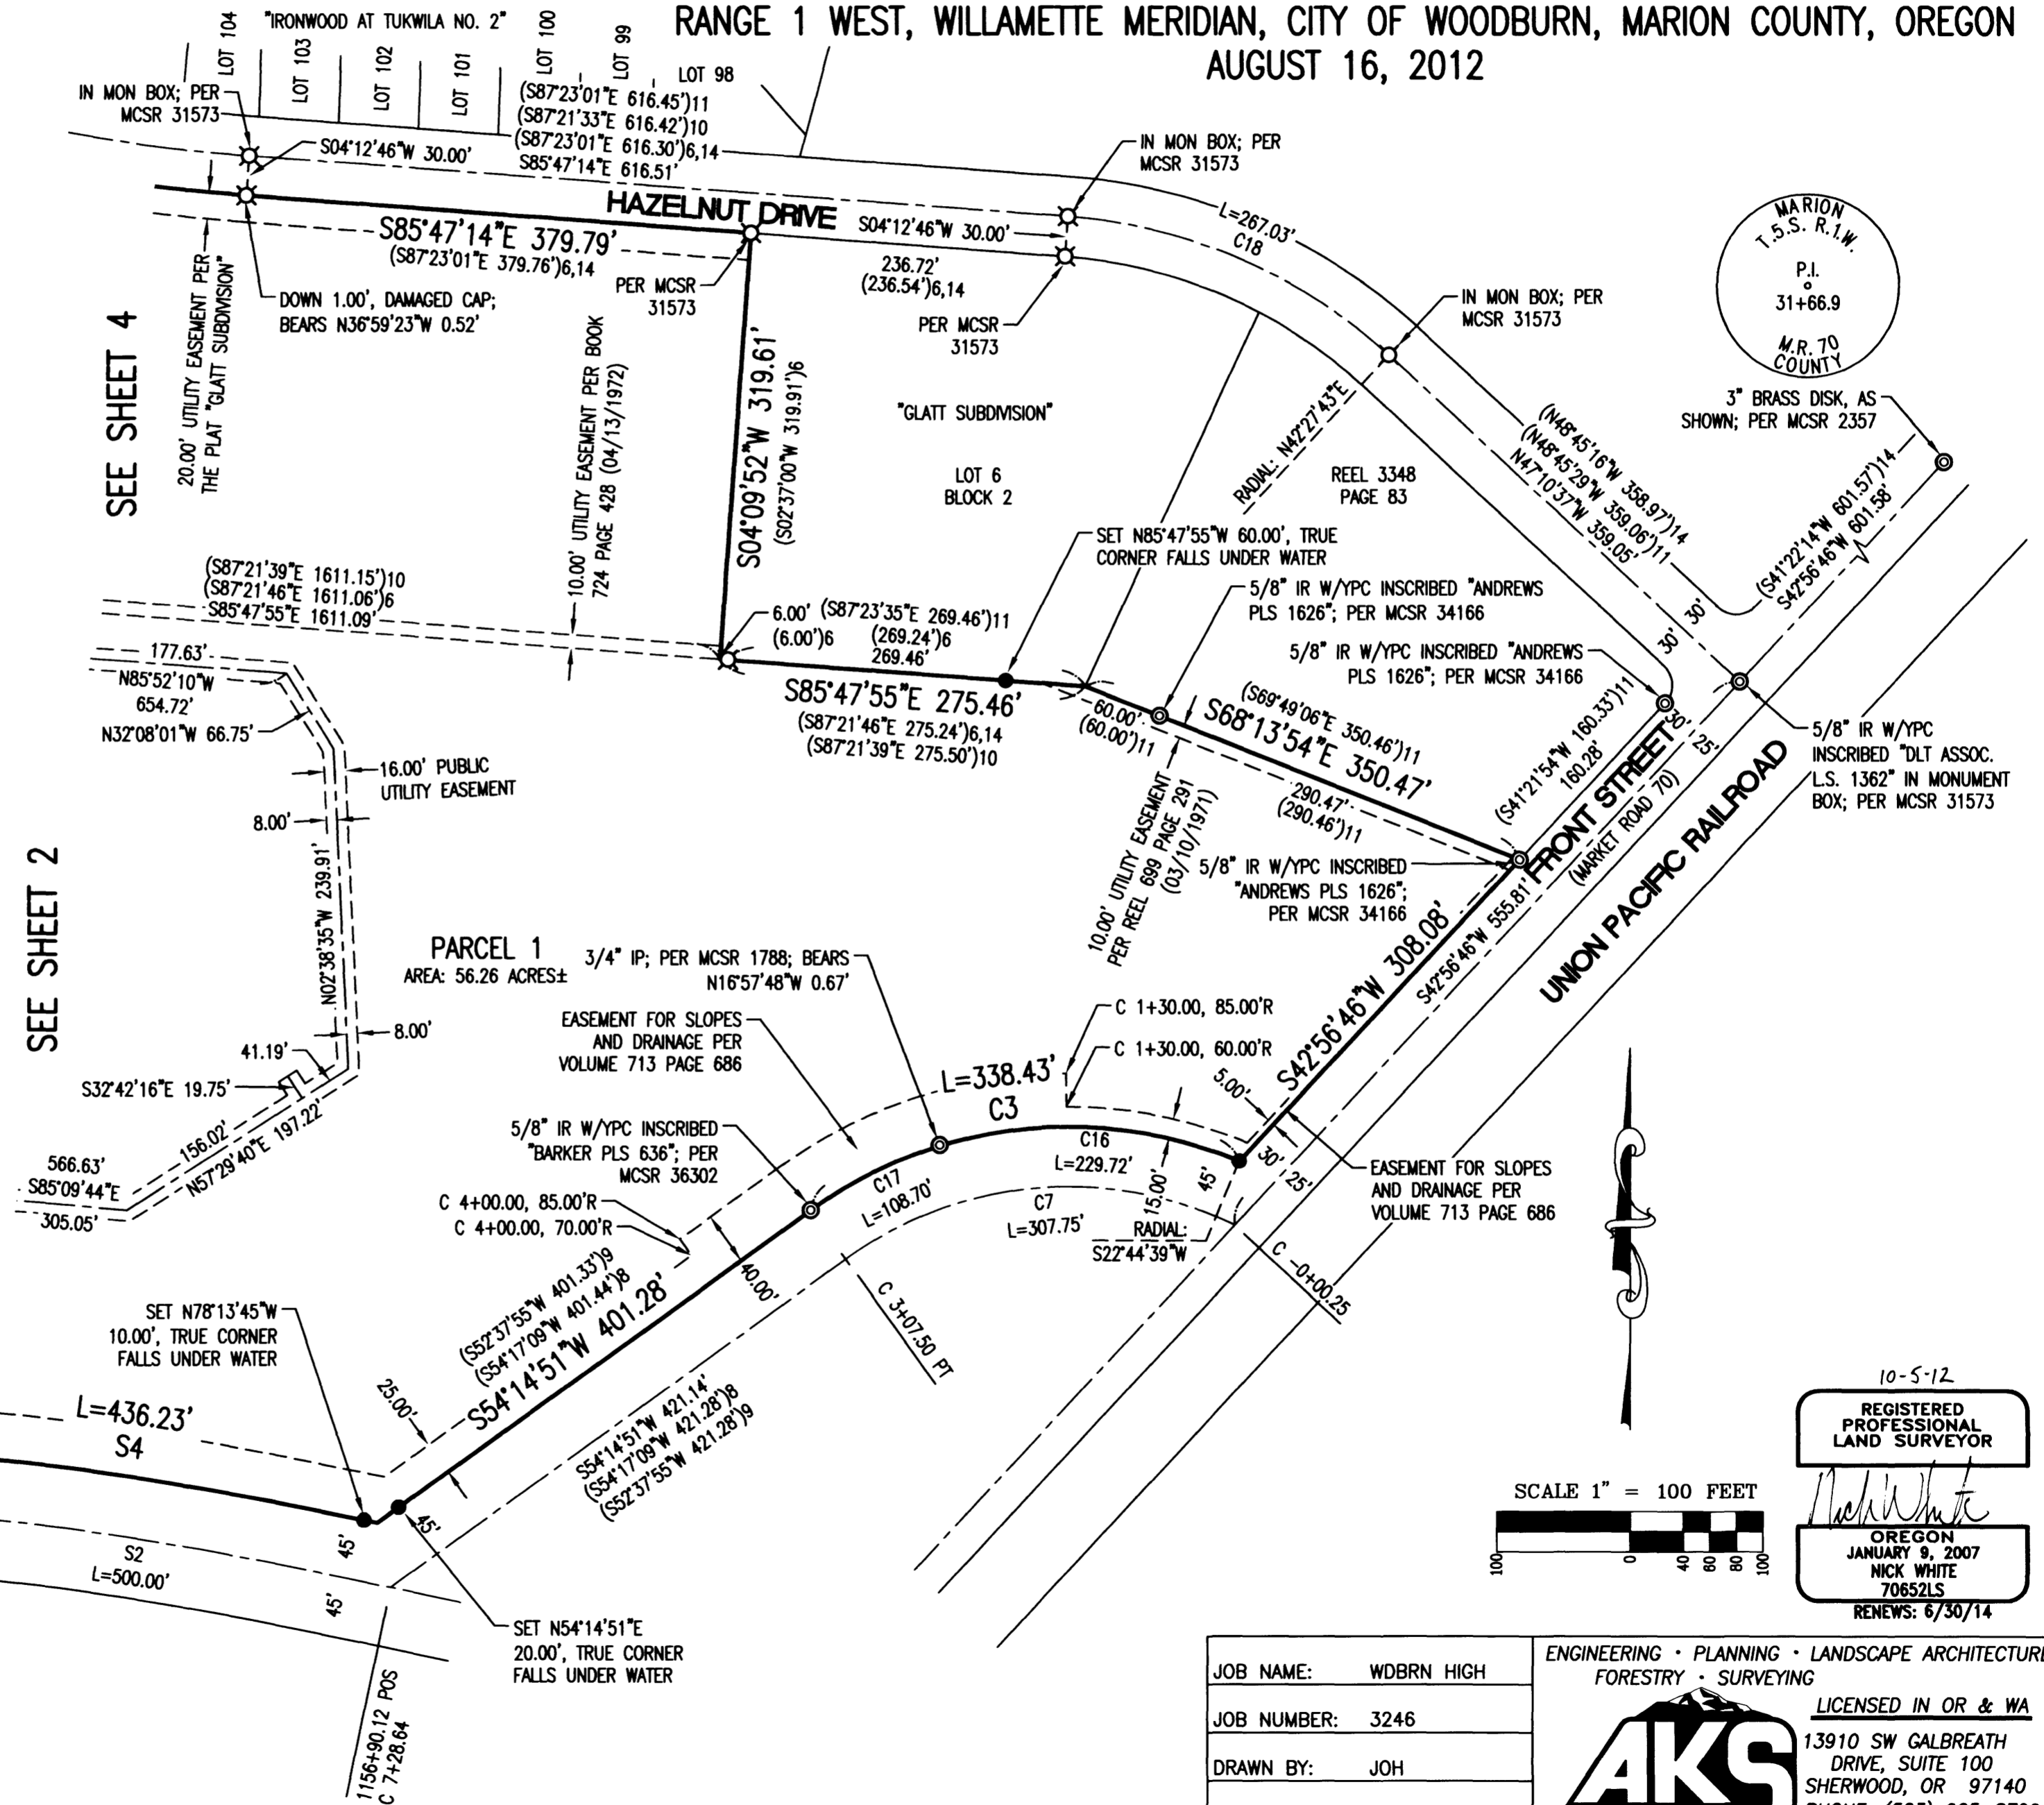 RANGE 1 WEST, WILLAMETTE MERIDIAN, CITY OF WOODBURN, MARION COUNTY, OREGON
AUGUST 16, 2012
"IRONWOOD AT TUKWILA NO. 2"
LOT 104
LOT 103
LOT 102
LOT 101
LOT 100
LOT 99
LOT 98
IN MON BOX; PER
MCSR 31573
(S87°23'01"E 616.45')11
(S87°21'33"E 616.42')10
(S87°23'01"E 616.30')6,14
S85°47'14"E 616.51'
S04°12'46"W 30.00'
IN MON BOX; PER
MCSR 31573
HAZELNUT DRIVE
S85°47'14"E 379.79'
(S87°23'01"E 379.76')6,14
S04°12'46"W 30.00'
236.72'
(236.54')6,14
L=267.03'
C18
MARION
T.5.S. R.1.W.
P.I.
31+66.9
M.R. 70
COUNTY
DOWN 1.00', DAMAGED CAP;
BEARS N36°59'23"W 0.52'
PER MCSR
31573
PER MCSR
31573
IN MON BOX; PER
MCSR 31573
SEE SHEET 4
20.00' UTILITY EASEMENT PER
THE PLAT "GLATT SUBDIVISION"
10.00' UTILITY EASEMENT PER BOOK
724 PAGE 428 (04/13/1972)
S04°09'52"W 319.61'
(S02°37'00"W 319.91')6
"GLATT SUBDIVISION"
LOT 6
BLOCK 2
RADIAL: N42°27'43"E
REEL 3348
PAGE 83
3" BRASS DISK, AS
SHOWN; PER MCSR 2357
(N48°45'16"W 358.97')14
(N48°45'29"W 359.06')11
N47°10'37"W 359.05'
(S41°22'14"W 601.57')14
S42°56'46"W 601.58'
SET N85°47'55"W 60.00', TRUE
CORNER FALLS UNDER WATER
5/8" IR W/YPC INSCRIBED "ANDREWS
PLS 1626"; PER MCSR 34166
5/8" IR W/YPC INSCRIBED "ANDREWS
PLS 1626"; PER MCSR 34166
30'
30'
(S87°21'39"E 1611.15')10
(S87°21'46"E 1611.06')6
S85°47'55"E 1611.09'
6.00'
(6.00')6
(S87°23'35"E 269.46')11
(269.24')6
269.46'
S85°47'55"E 275.46'
(S87°21'46"E 275.24')6,14
(S87°21'39"E 275.50')10
60.00'
(60.00')11
(S69°49'06"E 350.46')11
S68°13'54"E 350.47'
290.47'
(290.46')11
(S41°21'54"W 160.33')11
160.28'
30'
25'
5/8" IR W/YPC
INSCRIBED "DLT ASSOC.
L.S. 1362" IN MONUMENT
BOX; PER MCSR 31573
FRONT STREET
(MARKET ROAD 70)
UNION PACIFIC RAILROAD
177.63'
N85°52'10"W
654.72'
N32°08'01"W 66.75'
16.00' PUBLIC
UTILITY EASEMENT
8.00'
N02°38'35"W 239.91'
SEE SHEET 2
10.00' UTILITY EASEMENT
PER REEL 699 PAGE 291
(03/10/1971)
5/8" IR W/YPC INSCRIBED
"ANDREWS PLS 1626";
PER MCSR 34166
PARCEL 1
AREA: 56.26 ACRES±
3/4" IP; PER MCSR 1788; BEARS
N16°57'48"W 0.67'
S42°56'46"W 308.08'
S42°56'46"W 555.81'
8.00'
41.19'
S32°42'16"E 19.75'
156.02'
N57°29'40"E 197.22'
566.63'
S85°09'44"E
305.05'
EASEMENT FOR SLOPES
AND DRAINAGE PER
VOLUME 713 PAGE 686
C 1+30.00, 85.00'R
C 1+30.00, 60.00'R
L=338.43'
C3
5.00'
5/8" IR W/YPC INSCRIBED
"BARKER PLS 636"; PER
MCSR 36302
C16
L=229.72'
C17
L=108.70'
C7
L=307.75'
15.00'
45'
30'
25'
EASEMENT FOR SLOPES
AND DRAINAGE PER
VOLUME 713 PAGE 686
C 4+00.00, 85.00'R
C 4+00.00, 70.00'R
RADIAL:
S22°44'39"W
40.00'
C -0+00.25
C 3+07.50 PT
(S52°37'55"W 401.33')9
(S54°17'09"W 401.44')8
S54°14'51"W 401.28'
SET N78°13'45"W
10.00', TRUE CORNER
FALLS UNDER WATER
25.00'
L=436.23'
S4
S54°14'51"W 421.14'
(S54°17'09"W 421.28')8
(S52°37'55"W 421.28')9
45'
45'
S2
L=500.00'
45'
SET N54°14'51"E
20.00', TRUE CORNER
FALLS UNDER WATER
1156+90.12 POS
C 7+28.64
SCALE 1" = 100 FEET
100
0
40
60
80
100
10-5-12
REGISTERED
PROFESSIONAL
LAND SURVEYOR
Nick White
OREGON
JANUARY 9, 2007
NICK WHITE
70652LS
RENEWS: 6/30/14
JOB NAME: WDBRN HIGH
JOB NUMBER: 3246
DRAWN BY: JOH
ENGINEERING · PLANNING · LANDSCAPE ARCHITECTURE
FORESTRY · SURVEYING
AKS
LICENSED IN OR & WA
13910 SW GALBREATH
DRIVE, SUITE 100
SHERWOOD, OR 97140